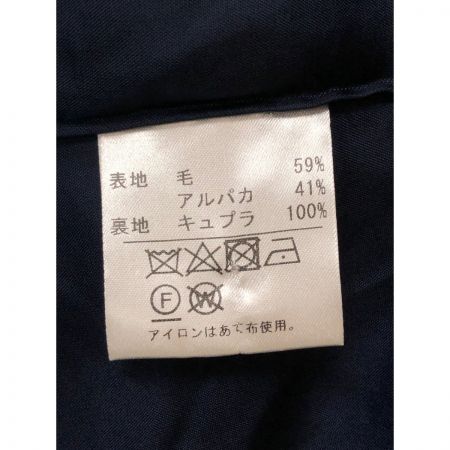 表地 毛 59%
アルパカ 41%
裏地 キュプラ 100%
F W
アイロンはあて布使用。